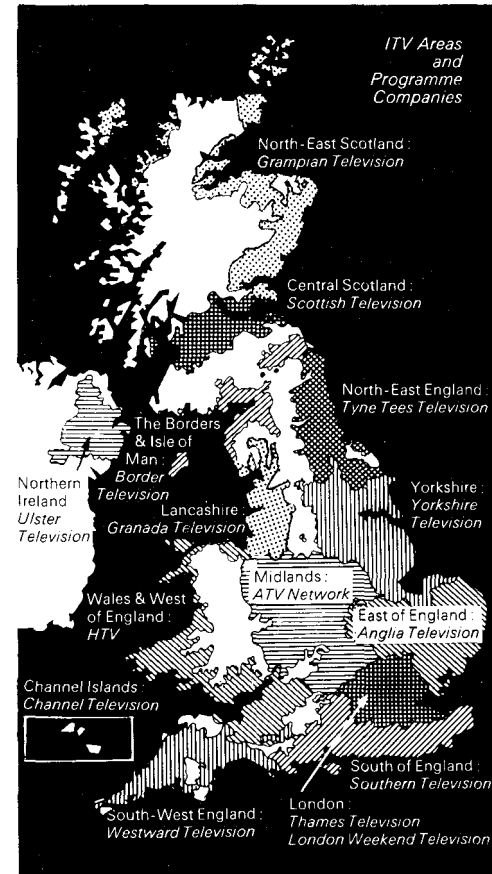 ITV Areas
and
Programme
Companies
North-East Scotland :
Grampian Television
Central Scotland :
Scottish Television
North-East England :
Tyne Tees Television
The Borders
& Isle of
Man :
Border
Television
Northern
Ireland
Ulster
Television
Lancashire :
Granada Television
Yorkshire :
Yorkshire
Television
Midlands :
ATV Network
Wales & West
of England :
HTV
East of England :
Anglia Television
Channel Islands :
Channel Television
South of England :
Southern Television
South-West England :
Westward Television
London :
Thames Television
London Weekend Television